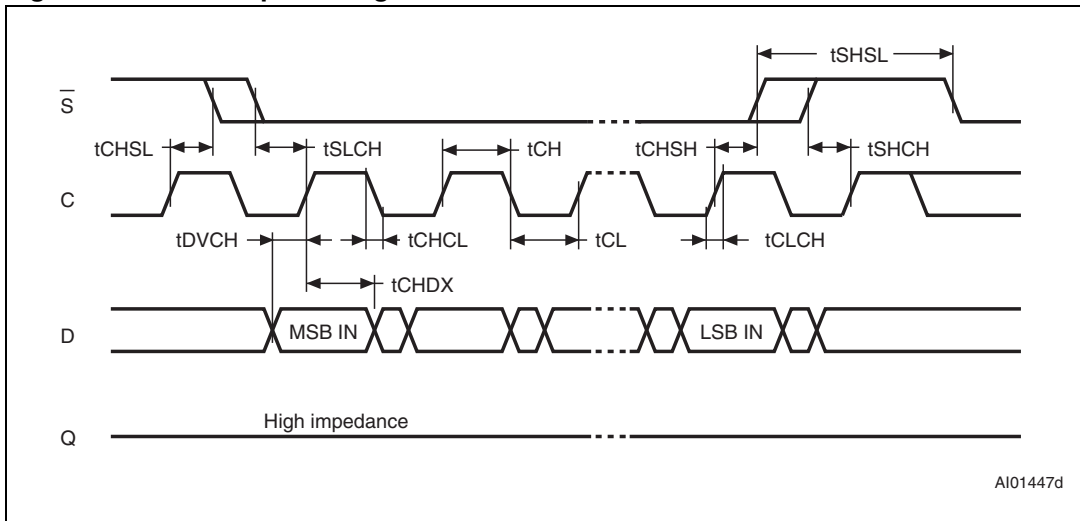 tSHSL
S
tCHSL
tSLCH
tCH
tCHSH
tSHCH
C
tDVCH
tCHCL
tCL
tCLCH
tCHDX
D
MSB IN
LSB IN
High impedance
Q
AI01447d